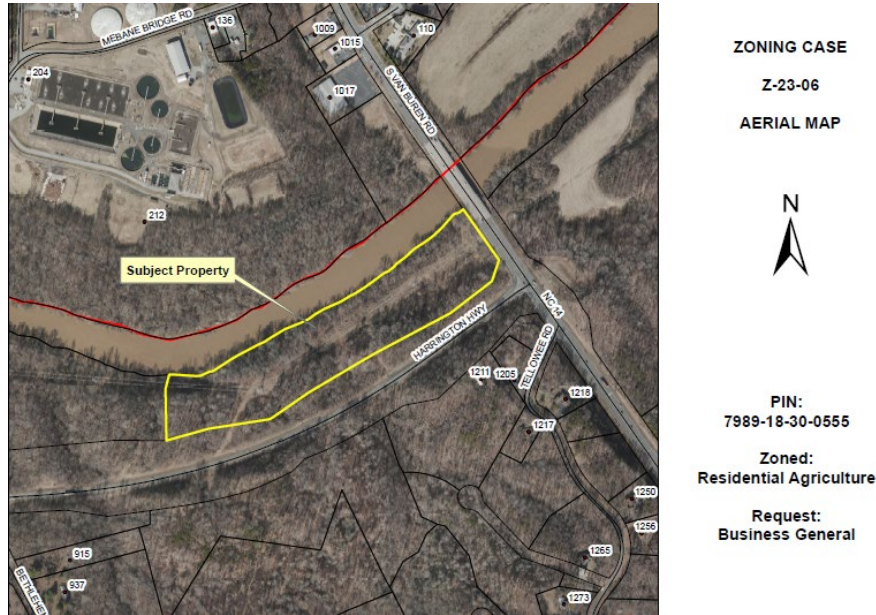 MEBANE BRIDGE RD
136
1009
110
1015
204
1017
S VAN BUREN RD
212
Subject Property
NC 14
HARRINGTON HWY
TELLOWEE RD
1211
1205
1218
1217
1250
1256
915
1265
937
BETHLEHEM
1273
ZONING CASE
Z-23-06
AERIAL MAP
N
PIN:
7989-18-30-0555
Zoned:
Residential Agriculture
Request:
Business General